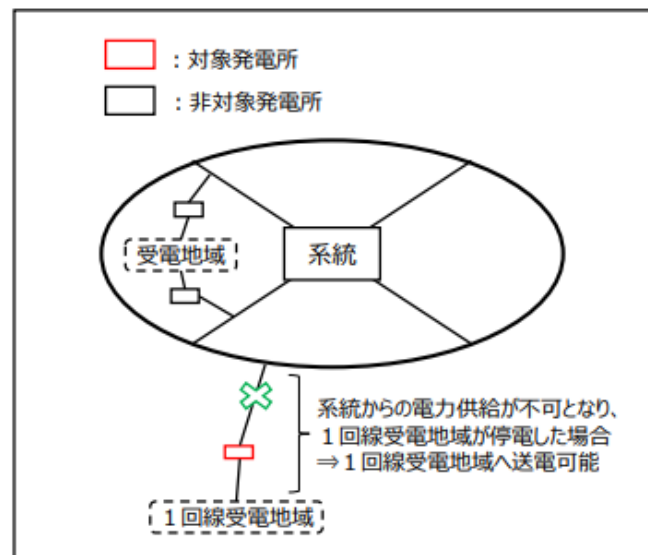 ：対象発電所
：非対象発電所
受電地域
系統
系統からの電力供給が不可となり、
１回線受電地域が停電した場合
⇒１回線受電地域へ送電可能
１回線受電地域